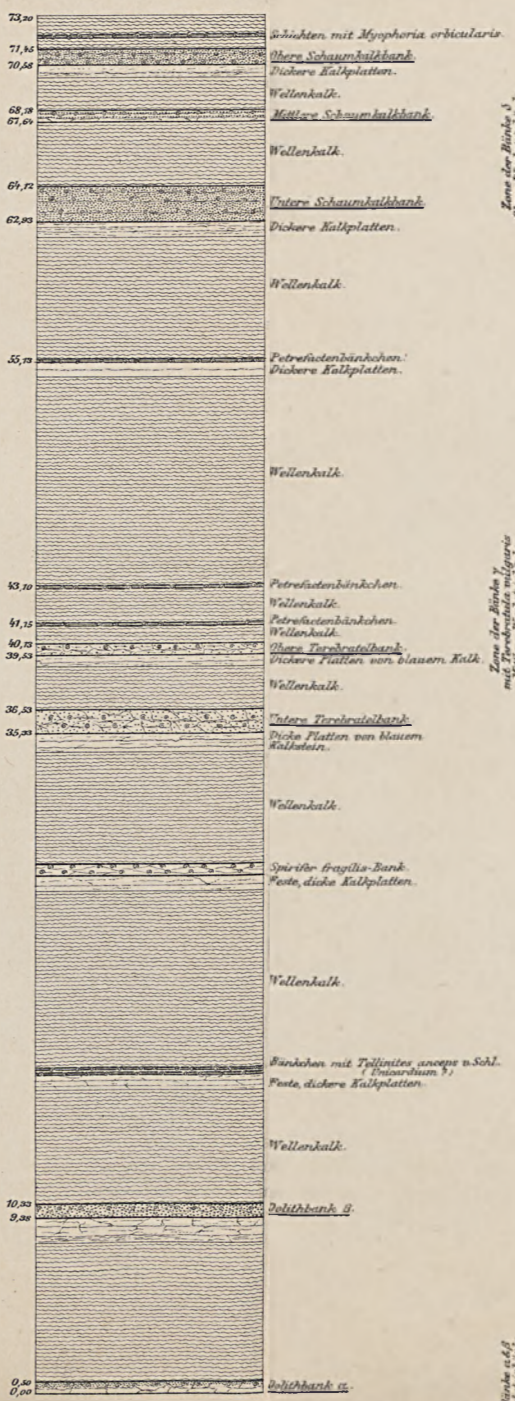 73,20
Schichten mit Myophoria orbicularis.
71,45
Obere Schaumkalkbank.
70,58
Dickere Kalkplatten.
Wellenkalk.
68,18
Mittlere Schaumkalkbank.
67,64
Wellenkalk.
64,72
Untere Schaumkalkbank
62,93
Dickere Kalkplatten.
Wellenkalk.
55,13
Petrefactenbänkchen.
Dickere Kalkplatten.
Wellenkalk.
43,10
Petrefactenbänkchen.
Wellenkalk.
41,15
Petrefactenbänkchen.
Wellenkalk.
40,13
Obere Terebratelbank.
39,53
Dickere Platten von blauem Kalk.
Wellenkalk.
36,53
Untere Terebratelbank
35,33
Dicke Platten von blauem
Kalkstein.
Wellenkalk.
Spirifer fragilis-Bank.
Feste, dicke Kalkplatten.
Wellenkalk.
Bänkchen mit Tellinites anceps v. Schl.
(Unicardium?)
Feste, dickere Kalkplatten.
Wellenkalk.
10,33
Oolithbank β.
9,38
0,50
Oolithbank α.
0,00
Zone der Bänke δ
Zone der Bänke γ
mit Terebratula vulgaris
Bänke α & β